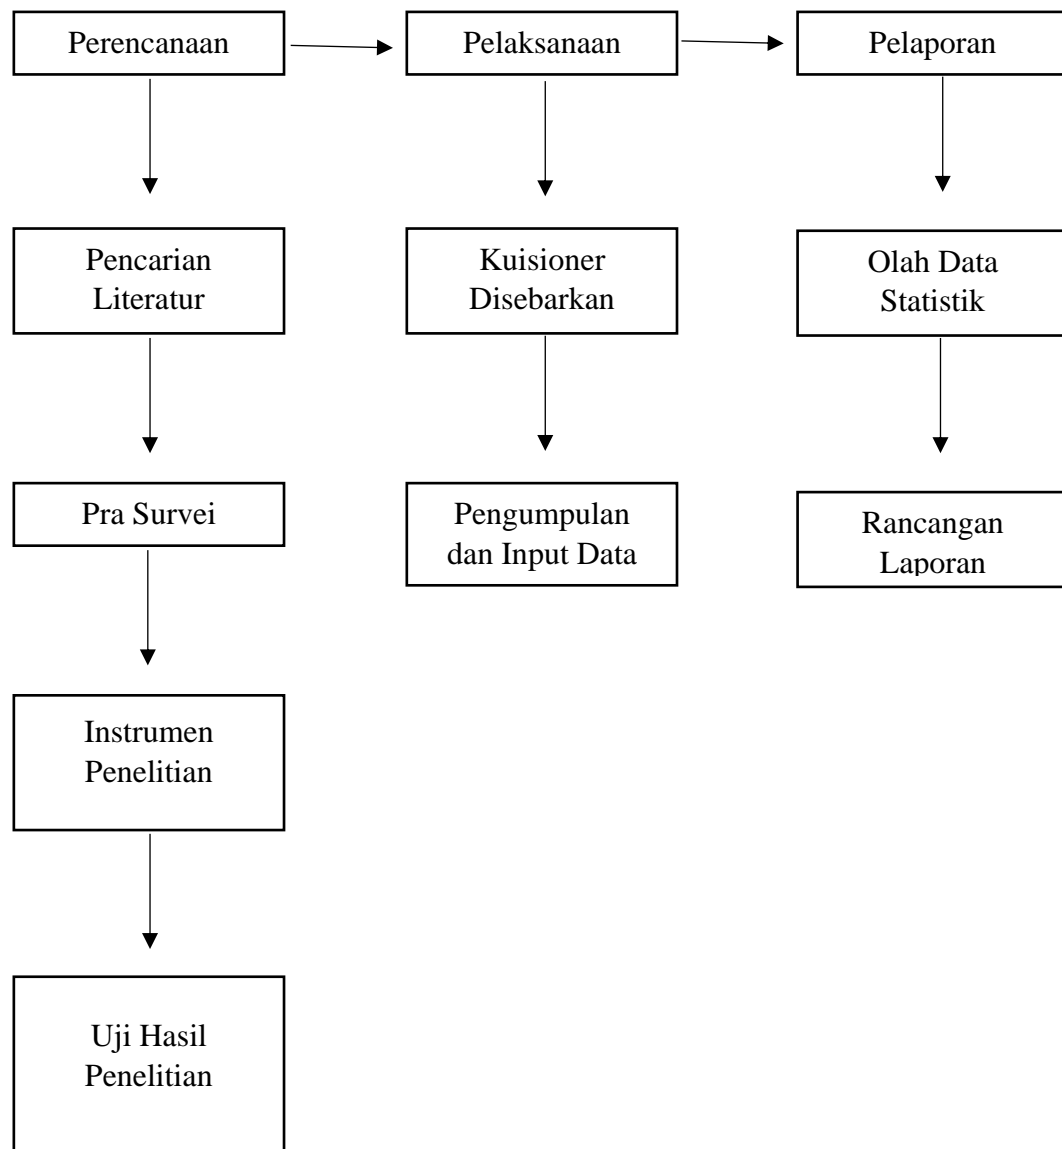 Perencanaan
Pelaksanaan
Pelaporan
Pencarian
Literatur
Kuisioner
Disebarkan
Olah Data
Statistik
Pra Survei
Pengumpulan
dan Input Data
Rancangan
Laporan
Instrumen
Penelitian
Uji Hasil
Penelitian